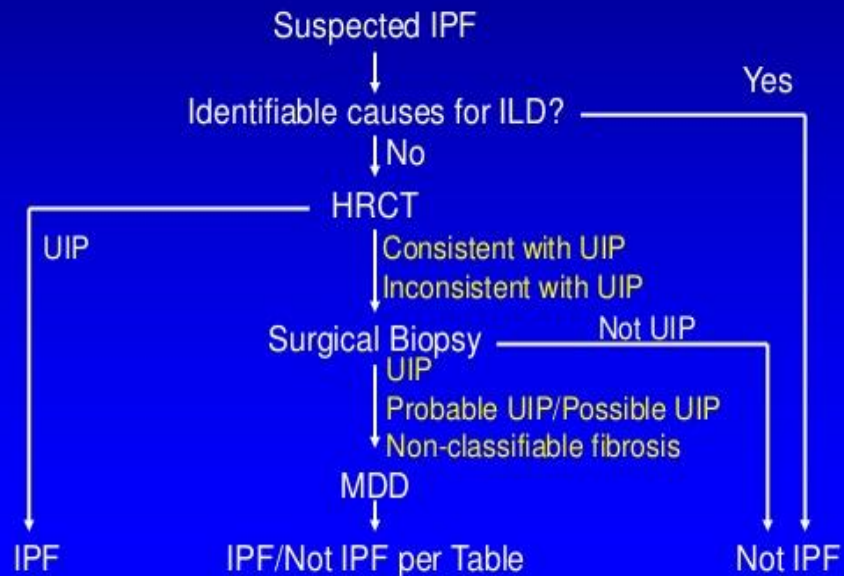 Suspected IPF
Yes
Identifiable causes for ILD?
No
HRCT
UIP
Consistent with UIP
Inconsistent with UIP
Surgical Biopsy
Not UIP
UIP
Probable UIP/Possible UIP
Non-classifiable fibrosis
MDD
IPF
IPF/Not IPF per Table
Not IPF